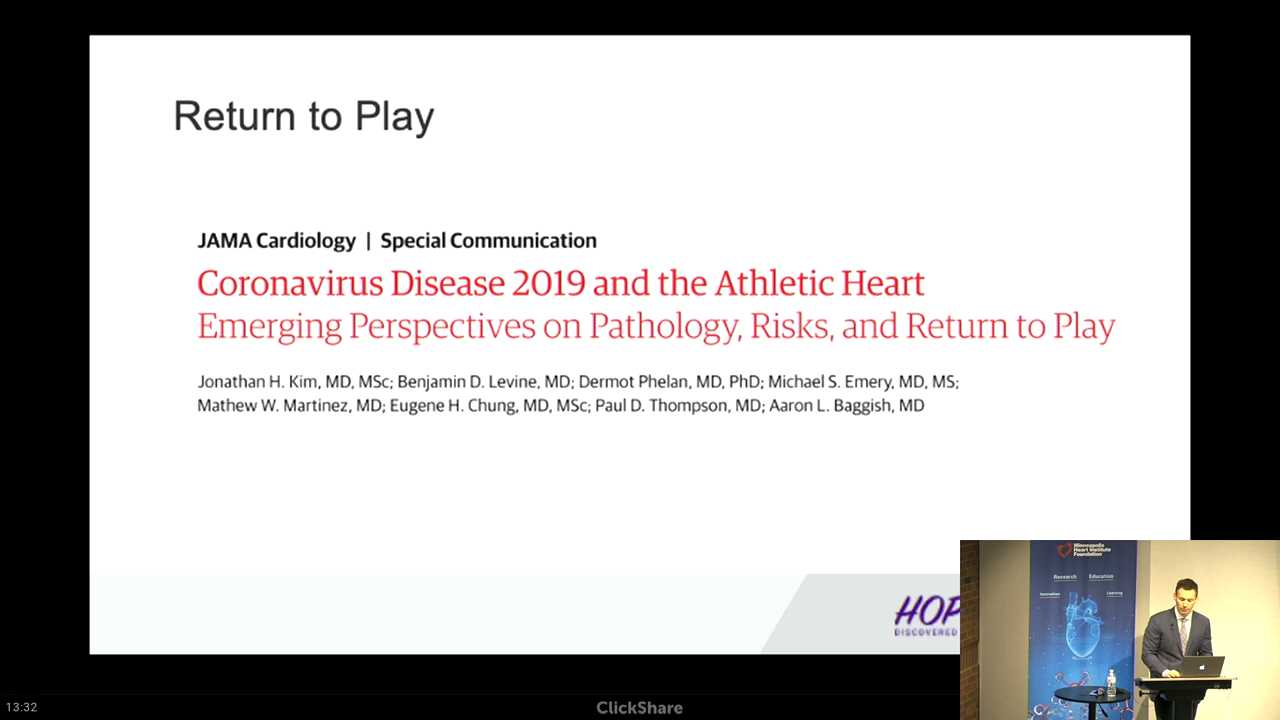 Return to Play
JAMA Cardiology | Special Communication
Coronavirus Disease 2019 and the Athletic Heart
Emerging Perspectives on Pathology, Risks, and Return to Play
Jonathan H. Kim, MD, MSc; Benjamin D. Levine, MD; Dermot Phelan, MD, PhD; Michael S. Emery, MD, MS;
Mathew W. Martinez, MD; Eugene H. Chung, MD, MSc; Paul D. Thompson, MD; Aaron L. Baggish, MD
HOP
DISCOVERED
Minneapolis
Heart Institute
Foundation
Research Education
Innovation Learning
13:32
ClickShare